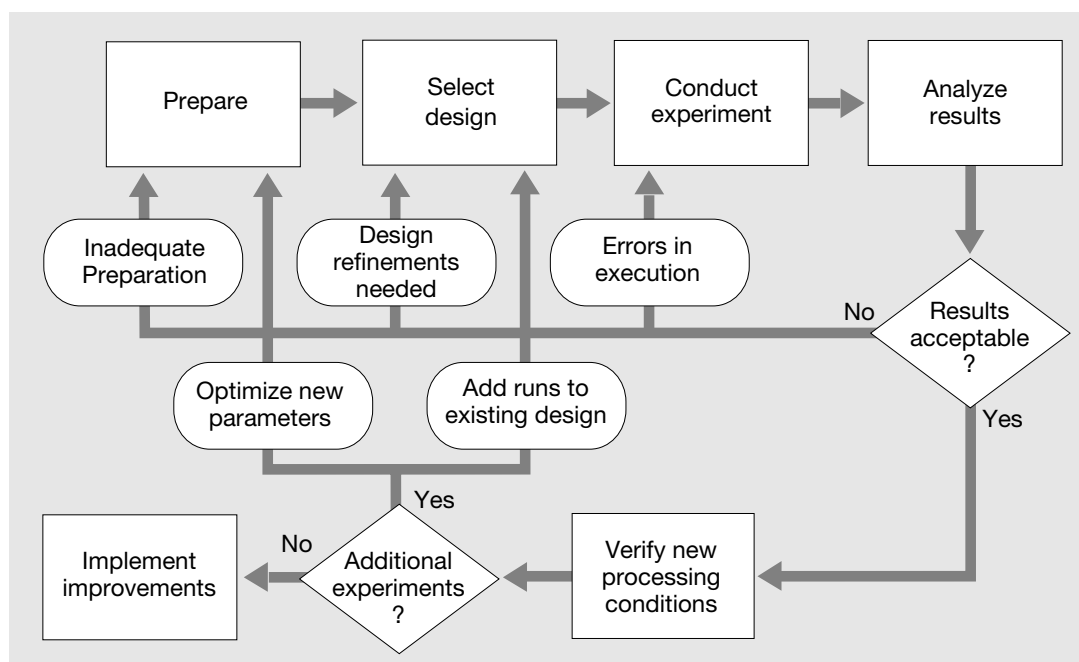 Prepare
Select
design
Conduct
experiment
Analyze
results
Inadequate
Preparation
Design
refinements
needed
Errors in
execution
No
Results
acceptable
?
Optimize new
parameters
Add runs to
existing design
Yes
Yes
Implement
improvements
No
Additional
experiments
?
Verify new
processing
conditions